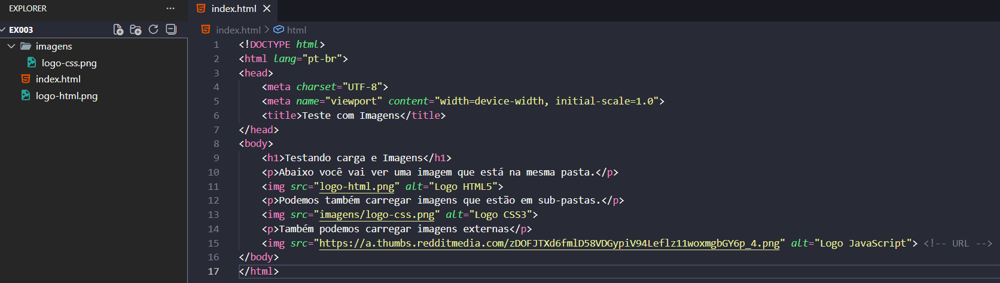 EXPLORER ···
index.html
EX003
index.html > html
imagens
logo-css.png
index.html
logo-html.png
1 <!DOCTYPE html>
2 <html lang="pt-br">
3 <head>
4 <meta charset="UTF-8">
5 <meta name="viewport" content="width=device-width, initial-scale=1.0">
6 <title>Teste com Imagens</title>
7 </head>
8 <body>
9 <h1>Testando carga e Imagens</h1>
10 <p>Abaixo você vai ver uma imagem que está na mesma pasta.</p>
11 <img src="logo-html.png" alt="Logo HTML5">
12 <p>Podemos também carregar imagens que estão em sub-pastas.</p>
13 <img src="imagens/logo-css.png" alt="Logo CSS3">
14 <p>Também podemos carregar imagens externas</p>
15 <img src="https://a.thumbs.redditmedia.com/zDOFJTXd6fmlD58VDGypiV94Leflz11woxmgbGY6p_4.png" alt="Logo JavaScript"> <!-- URL -->
16 </body>
17 </html>